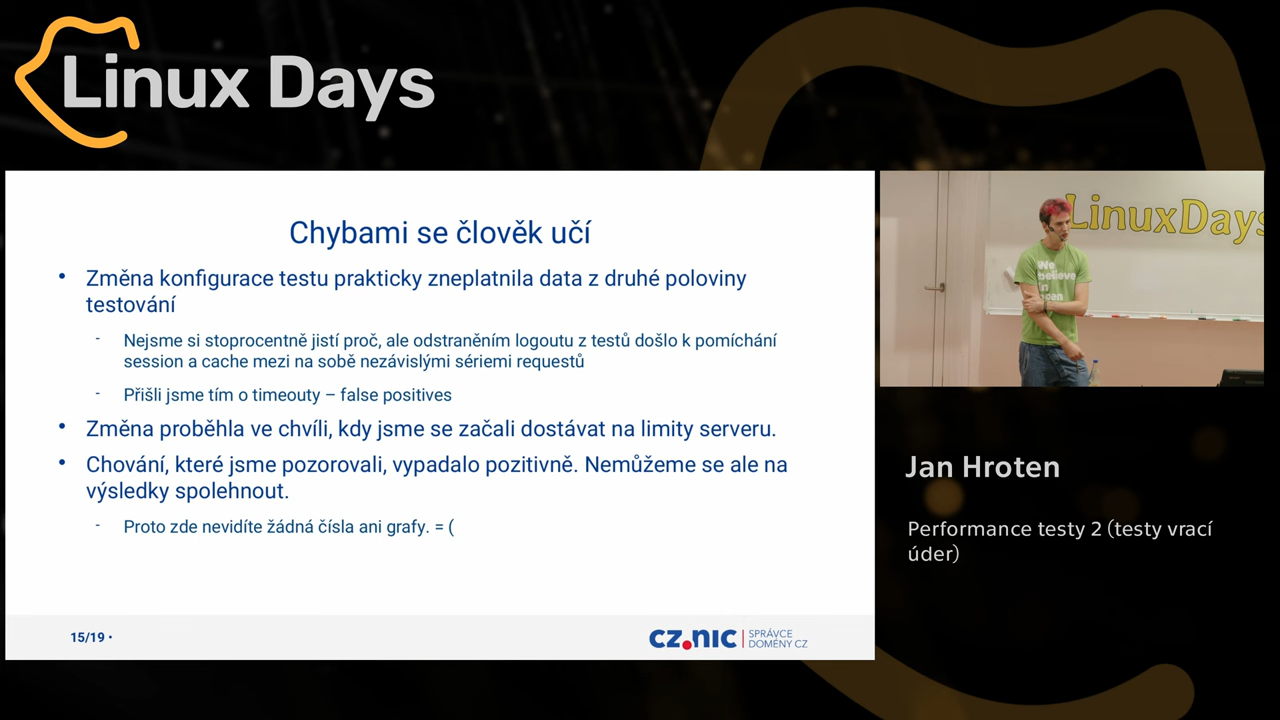 Linux Days
Chybami se člověk učí
• Změna konfigurace testu prakticky zneplatnila data z druhé poloviny
testování
- Nejsme si stoprocentně jistí proč, ale odstraněním logoutu z testů došlo k pomíchání
session a cache mezi na sobě nezávislými sériemi requestů
- Přišli jsme tím o timeouty – false positives
• Změna proběhla ve chvíli, kdy jsme se začali dostávat na limity serveru.
• Chování, které jsme pozorovali, vypadalo pozitivně. Nemůžeme se ale na
výsledky spolehnout.
- Proto zde nevidíte žádná čísla ani grafy. = (
15/19 •
cz.nic | SPRÁVCE
DOMÉNY CZ
LinuxDays
We
believe
in
open
Jan Hroten
Performance testy 2 (testy vrací
úder)